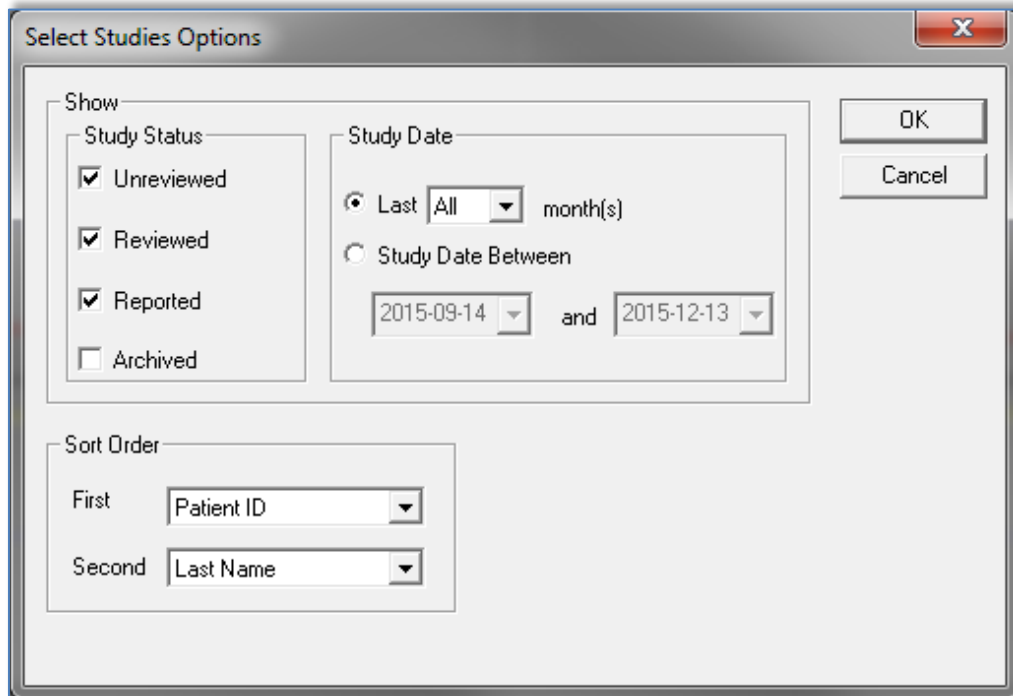 Select Studies Options
Show
OK
Study Status
Study Date
Cancel
Unreviewed
Last All month(s)
Reviewed
Study Date Between
Reported
2015-09-14 and 2015-12-13
Archived
Sort Order
First Patient ID
Second Last Name